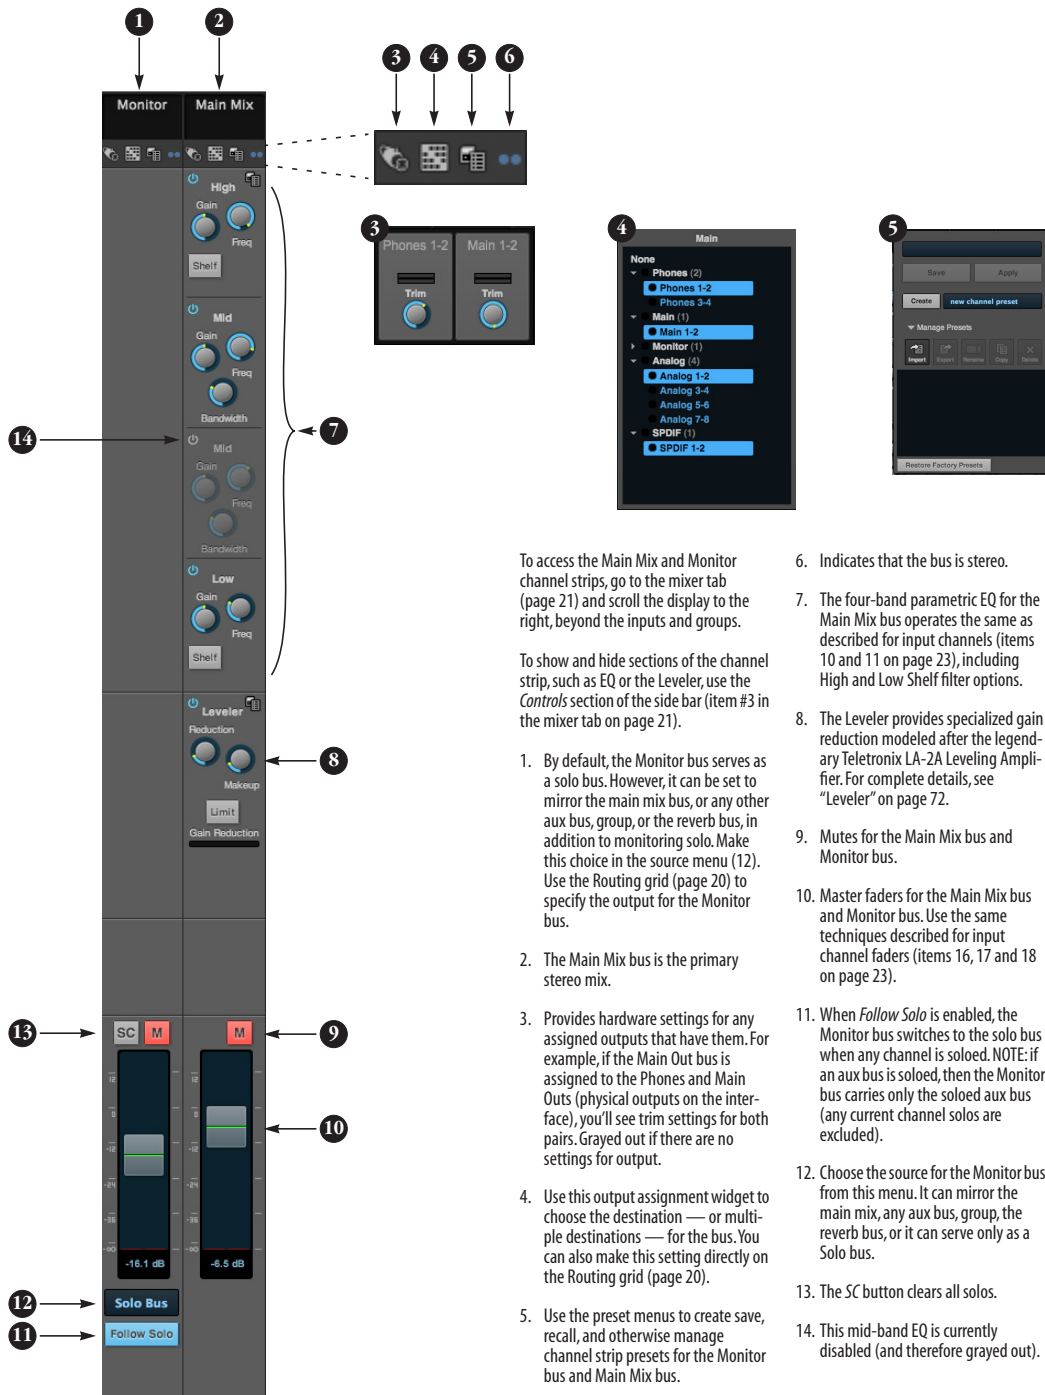 1
2
3
4
5
6
Monitor
Main Mix
High
Gain
Freq
Shelf
Mid
Gain
Freq
Bandwidth
Mid
Gain
Freq
Bandwidth
Low
Gain
Freq
Shelf
14
7
Leveler
Reduction
Makeup
Limit
Gain Reduction
8
13
SC
M
M
9
12
0
-12
-24
-36
-∞
12
0
-12
-24
-36
-∞
10
-16.1 dB
-6.5 dB
12
Solo Bus
11
Follow Solo
3
Phones 1-2
Main 1-2
Trim
Trim
4
Main
None
Phones (2)
Phones 1-2
Phones 3-4
Main (1)
Main 1-2
Monitor (1)
Analog (4)
Analog 1-2
Analog 3-4
Analog 5-6
Analog 7-8
SPDIF (1)
SPDIF 1-2
5
Save
Apply
Create
new channel preset
Manage Presets
Import
Export
Rename
Copy
Delete
Restore Factory Presets
To access the Main Mix and Monitor
channel strips, go to the mixer tab
(page 21) and scroll the display to the
right, beyond the inputs and groups.
To show and hide sections of the channel
strip, such as EQ or the Leveler, use the
Controls section of the side bar (item #3 in
the mixer tab on page 21).
1. By default, the Monitor bus serves as
a solo bus. However, it can be set to
mirror the main mix bus, or any other
aux bus, group, or the reverb bus, in
addition to monitoring solo. Make
this choice in the source menu (12).
Use the Routing grid (page 20) to
specify the output for the Monitor
bus.
2. The Main Mix bus is the primary
stereo mix.
3. Provides hardware settings for any
assigned outputs that have them. For
example, if the Main Out bus is
assigned to the Phones and Main
Outs (physical outputs on the inter-
face), you'll see trim settings for both
pairs. Grayed out if there are no
settings for output.
4. Use this output assignment widget to
choose the destination — or multi-
ple destinations — for the bus. You
can also make this setting directly on
the Routing grid (page 20).
5. Use the preset menus to create save,
recall, and otherwise manage
channel strip presets for the Monitor
bus and Main Mix bus.
6. Indicates that the bus is stereo.
7. The four-band parametric EQ for the
Main Mix bus operates the same as
described for input channels (items
10 and 11 on page 23), including
High and Low Shelf filter options.
8. The Leveler provides specialized gain
reduction modeled after the legend-
ary Teletronix LA-2A Leveling Ampli-
fier. For complete details, see
"Leveler" on page 72.
9. Mutes for the Main Mix bus and
Monitor bus.
10. Master faders for the Main Mix bus
and Monitor bus. Use the same
techniques described for input
channel faders (items 16, 17 and 18
on page 23).
11. When Follow Solo is enabled, the
Monitor bus switches to the solo bus
when any channel is soloed. NOTE: if
an aux bus is soloed, then the Monitor
bus carries only the soloed aux bus
(any current channel solos are
excluded).
12. Choose the source for the Monitor bus
from this menu. It can mirror the
main mix, any aux bus, group, the
reverb bus, or it can serve only as a
Solo bus.
13. The SC button clears all solos.
14. This mid-band EQ is currently
disabled (and therefore grayed out).